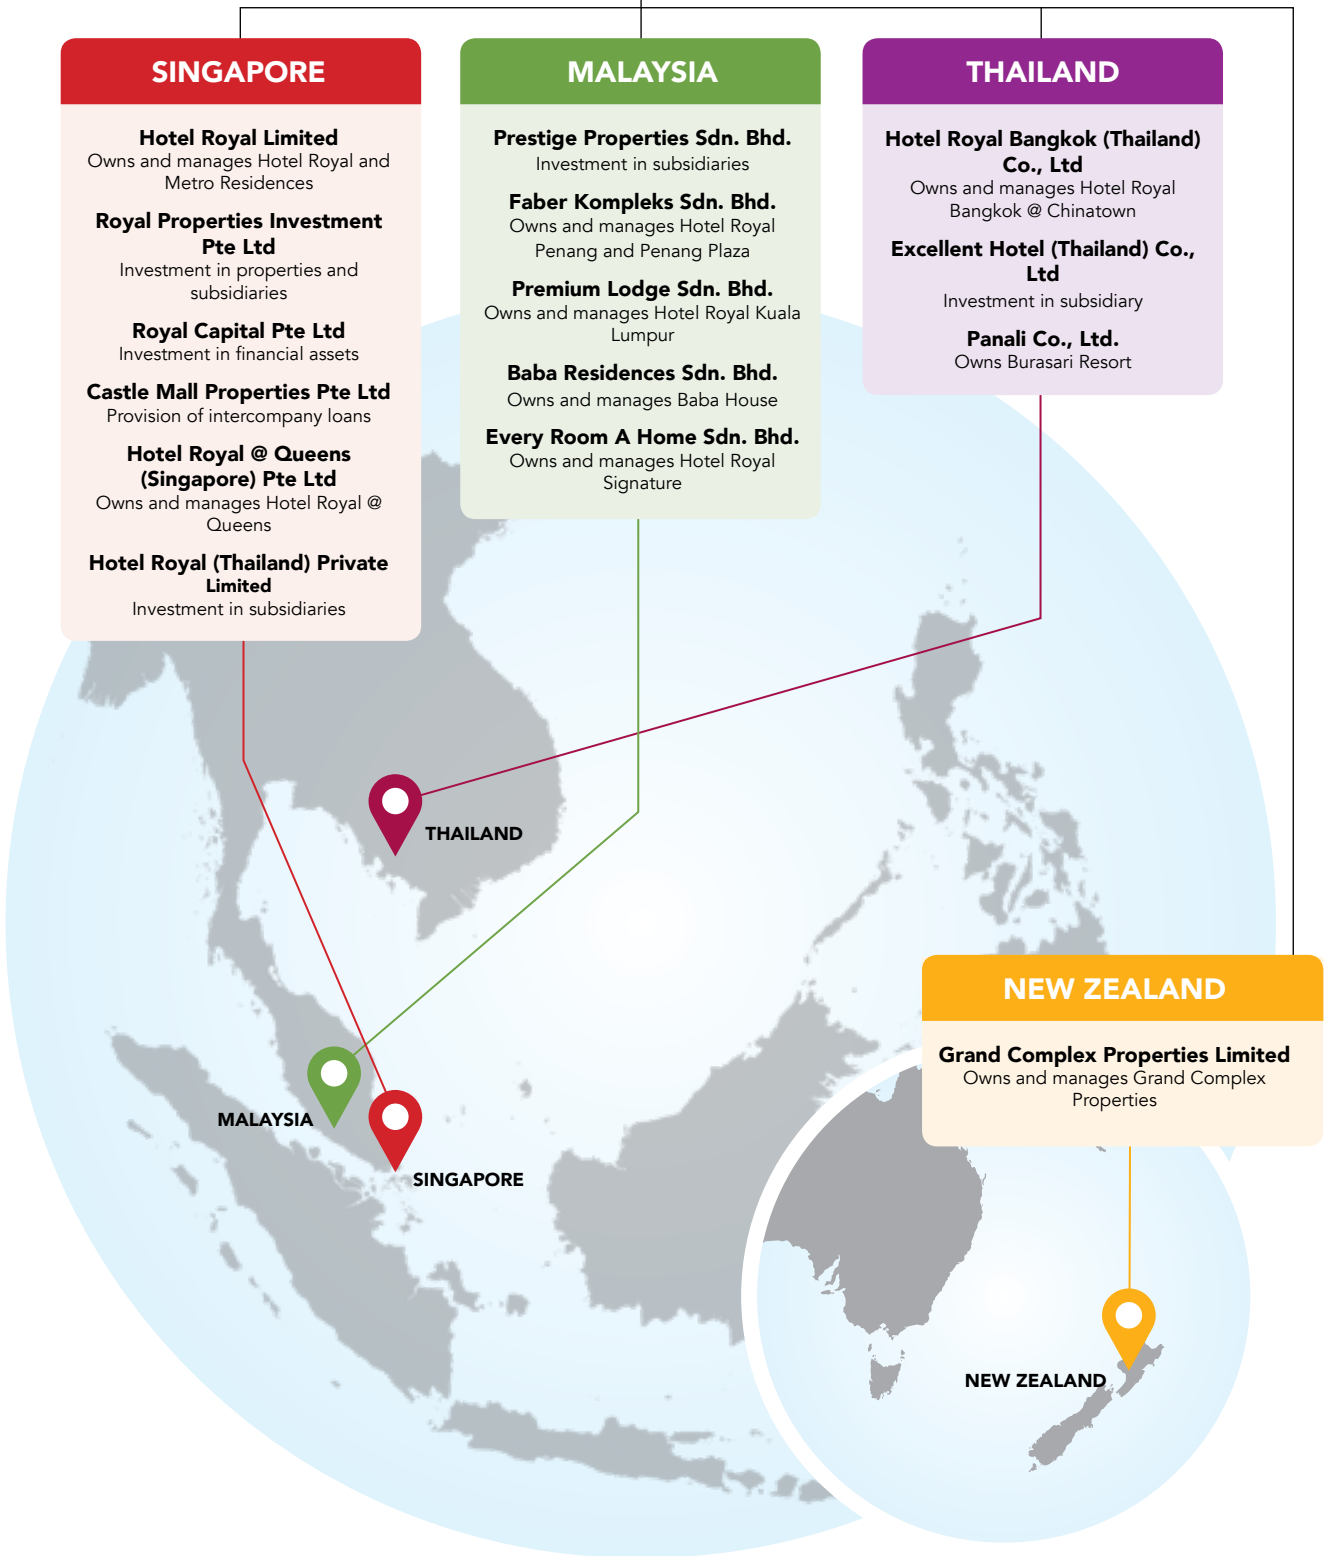 SINGAPORE
Hotel Royal Limited
Owns and manages Hotel Royal and
Metro Residences
Royal Properties Investment
Pte Ltd
Investment in properties and
subsidiaries
Royal Capital Pte Ltd
Investment in financial assets
Castle Mall Properties Pte Ltd
Provision of intercompany loans
Hotel Royal @ Queens
(Singapore) Pte Ltd
Owns and manages Hotel Royal @
Queens
Hotel Royal (Thailand) Private
Limited
Investment in subsidiaries
MALAYSIA
Prestige Properties Sdn. Bhd.
Investment in subsidiaries
Faber Kompleks Sdn. Bhd.
Owns and manages Hotel Royal
Penang and Penang Plaza
Premium Lodge Sdn. Bhd.
Owns and manages Hotel Royal Kuala
Lumpur
Baba Residences Sdn. Bhd.
Owns and manages Baba House
Every Room A Home Sdn. Bhd.
Owns and manages Hotel Royal
Signature
THAILAND
Hotel Royal Bangkok (Thailand)
Co., Ltd
Owns and manages Hotel Royal
Bangkok @ Chinatown
Excellent Hotel (Thailand) Co.,
Ltd
Investment in subsidiary
Panali Co., Ltd.
Owns Burasari Resort
THAILAND
NEW ZEALAND
Grand Complex Properties Limited
Owns and manages Grand Complex
Properties
MALAYSIA
SINGAPORE
NEW ZEALAND